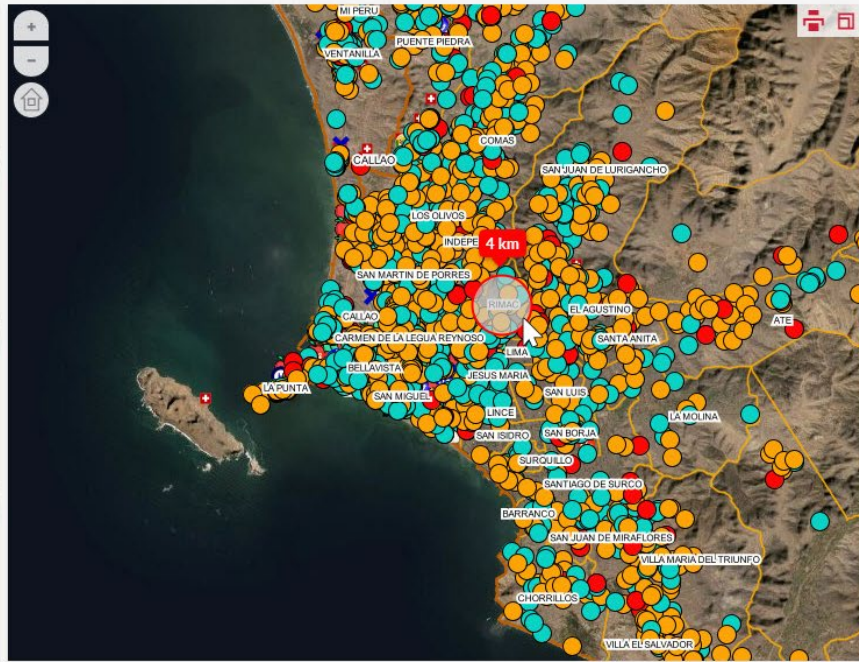 MI PERU
PUENTE PIEDRA
VENTANILLA
COMAS
CALLAO
SAN JUAN DE LURIGANCHO
LOS OLIVOS
INDEPE
4 km
SAN MARTIN DE PORRES
RIMAC
CALLAO
EL AGUSTINO
ATE
CARMEN DE LA LEGUA REYNOSO
SANTA ANITA
LIMA
BELLAVISTA
JESUS MARIA
LA PUNTA
SAN MIGUEL
SAN LUIS
LINCE
LA MOLINA
SAN ISIDRO
SAN BORJA
SURQUILLO
SANTIAGO DE SURCO
BARRANCO
SAN JUAN DE MIRAFLORES
VILLA MARIA DEL TRIUNFO
CHORRILLOS
VILLA EL SALVADOR